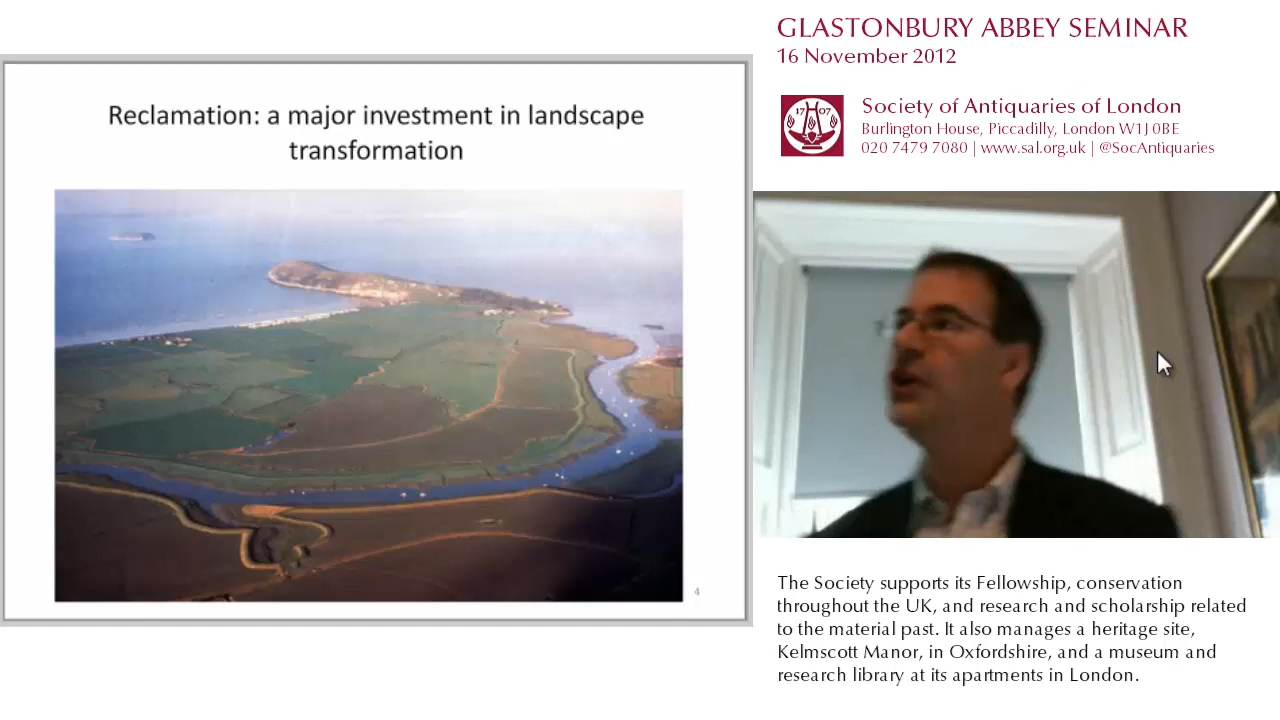 Reclamation: a major investment in landscape
transformation
4
GLASTONBURY ABBEY SEMINAR
16 November 2012
17 07
Society of Antiquaries of London
Burlington House, Piccadilly, London W1J 0BE
020 7479 7080 | www.sal.org.uk | @SocAntiquaries
The Society supports its Fellowship, conservation
throughout the UK, and research and scholarship related
to the material past. It also manages a heritage site,
Kelmscott Manor, in Oxfordshire, and a museum and
research library at its apartments in London.